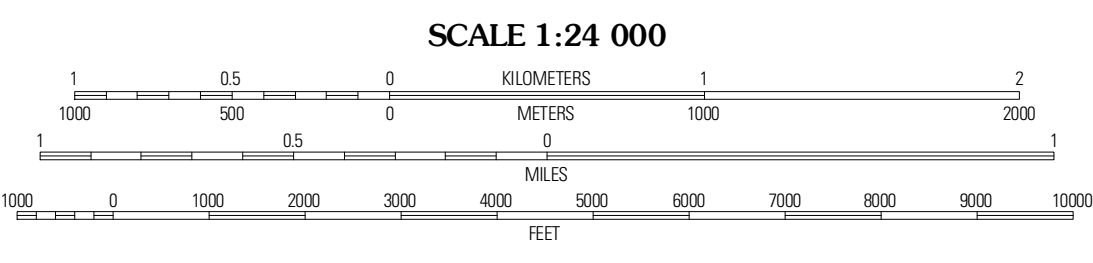 SCALE 1:24 000
1 0.5 0 KILOMETERS 1 2
1000 500 0 METERS 1000 2000
1 0.5 0 1
MILES
1000 0 1000 2000 3000 4000 5000 6000 7000 8000 9000 10000
FEET